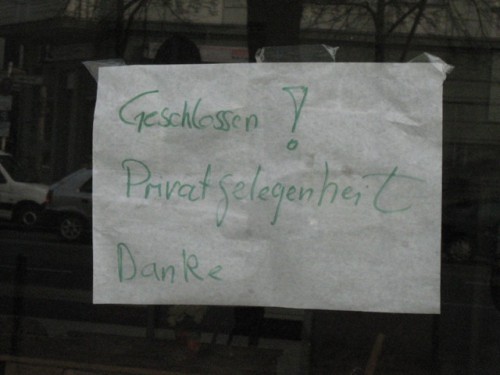 Geschlossen !
Privatgelegenheit
Danke